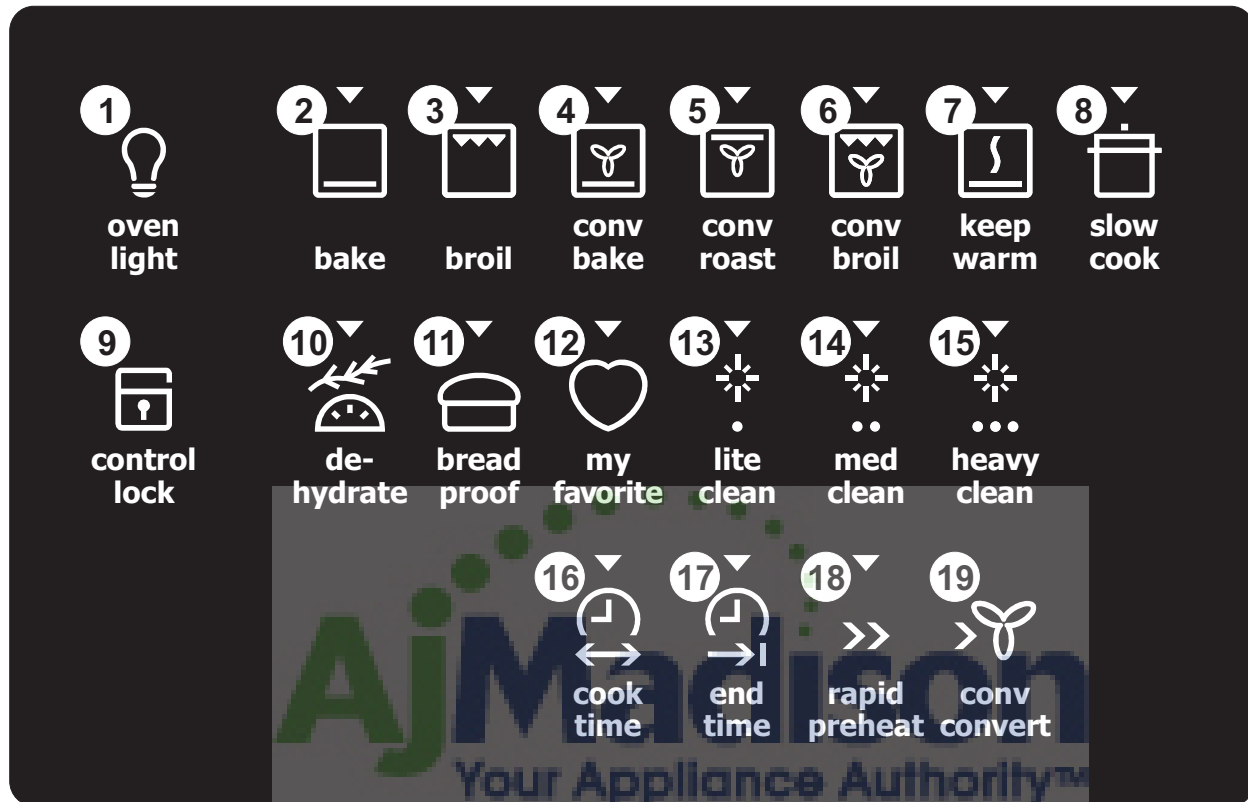 1 2 3 4 5 6 7 8
oven light
bake
broil
conv bake
conv roast
conv broil
keep warm
slow cook
9 10 11 12 13 14 15
control lock
de-
hydrate
bread proof
my favorite
lite clean
med clean
heavy clean
16 17 18 19
cook time
end time
rapid preheat
conv convert
AjMadison
Your Appliance Authority™